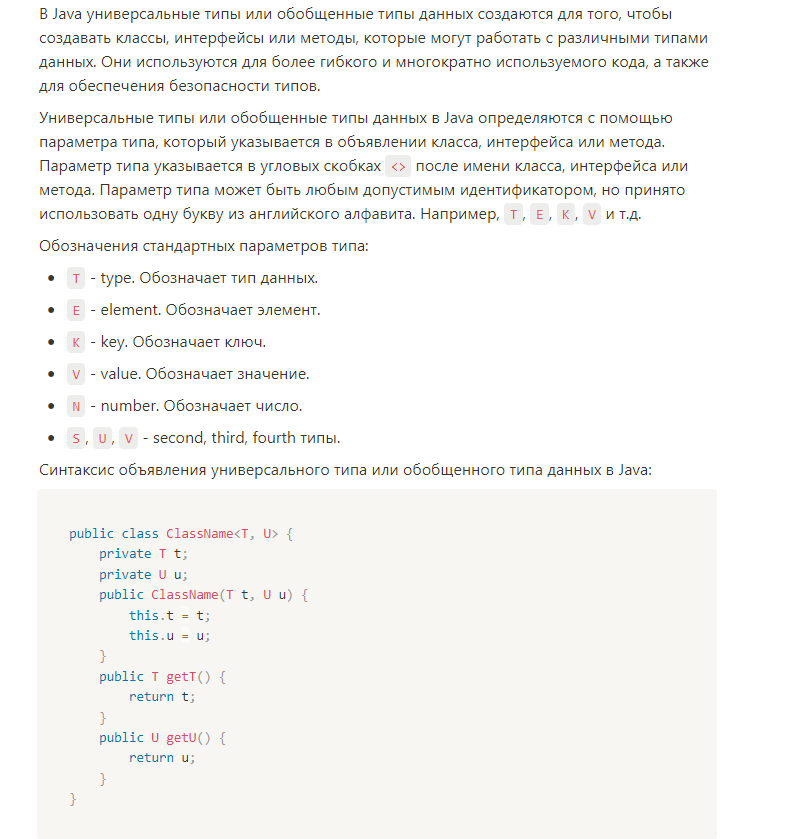 В Java универсальные типы или обобщенные типы данных создаются для того, чтобы
создавать классы, интерфейсы или методы, которые могут работать с различными типами
данных. Они используются для более гибкого и многократно используемого кода, а также
для обеспечения безопасности типов.
Универсальные типы или обобщенные типы данных в Java определяются с помощью
параметра типа, который указывается в объявлении класса, интерфейса или метода.
Параметр типа указывается в угловых скобках <> после имени класса, интерфейса или
метода. Параметр типа может быть любым допустимым идентификатором, но принято
использовать одну букву из английского алфавита. Например, T, E, K, V и т.д.
Обозначения стандартных параметров типа:
• T - type. Обозначает тип данных.
• E - element. Обозначает элемент.
• K - key. Обозначает ключ.
• V - value. Обозначает значение.
• N - number. Обозначает число.
• S, U, V - second, third, fourth типы.
Синтаксис объявления универсального типа или обобщенного типа данных в Java:
public class ClassName<T, U> {
    private T t;
    private U u;
    public ClassName(T t, U u) {
        this.t = t;
        this.u = u;
    }
    public T getT() {
        return t;
    }
    public U getU() {
        return u;
    }
}